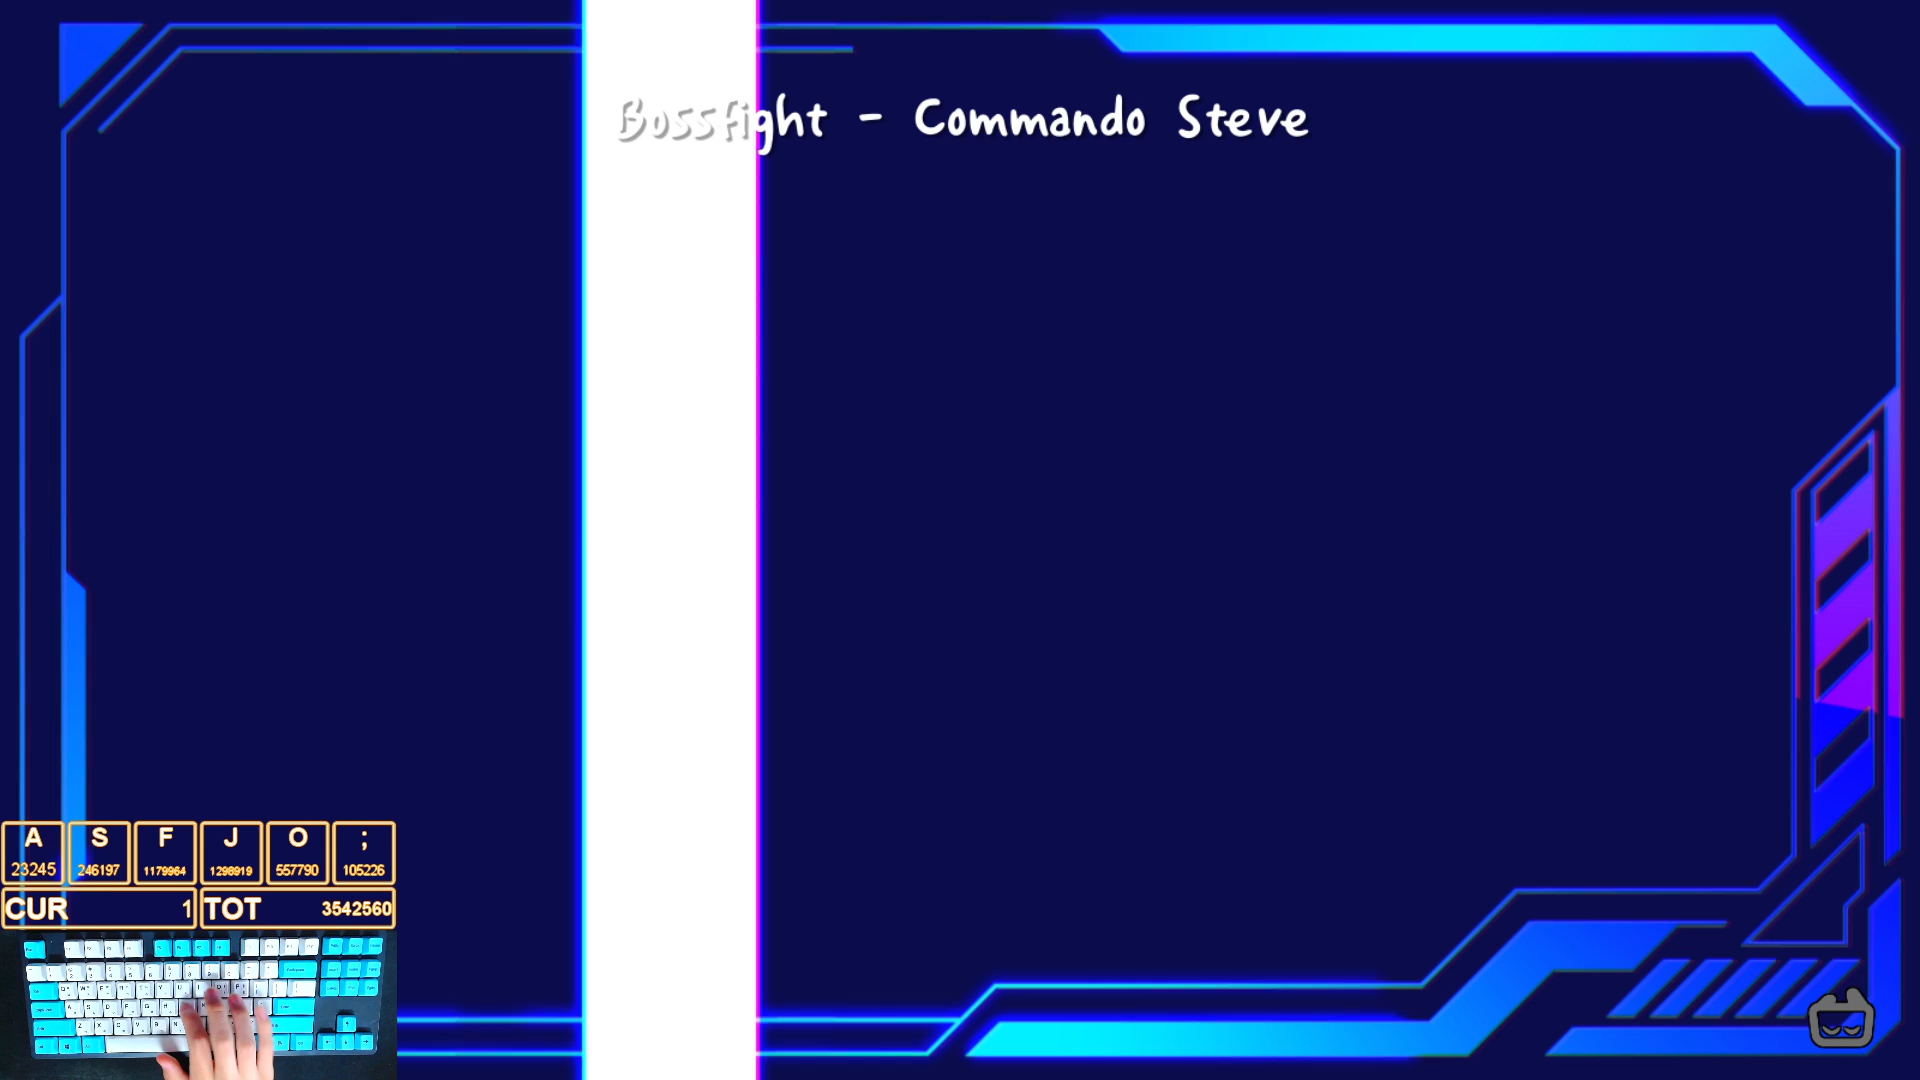 Bossfight - Commando Steve
A S F J O ;
23245 246197 1179964 1298919 557790 105226
CUR 1 TOT 3542560